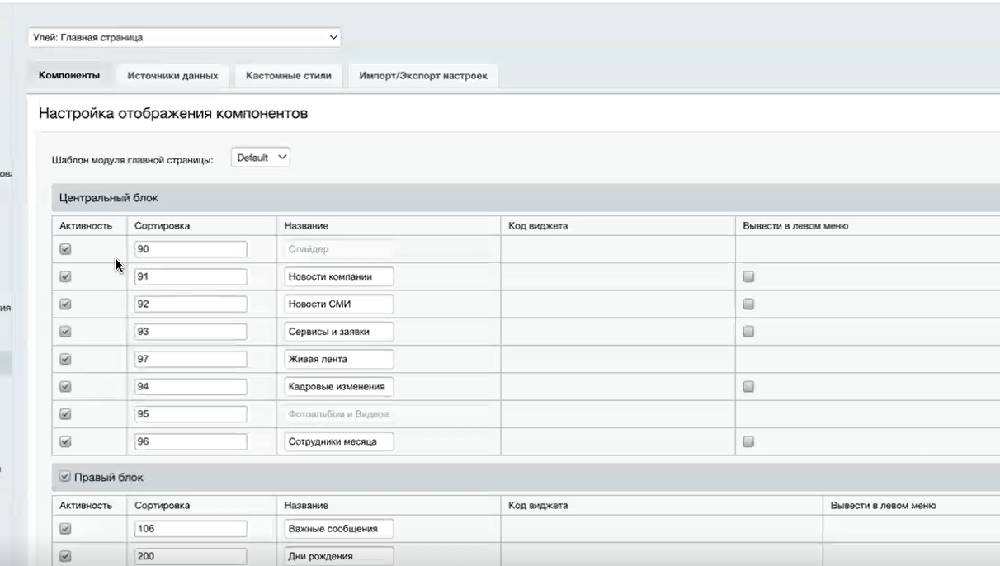 Улей: Главная страница
Компоненты Источники данных Кастомные стили Импорт/Экспорт настроек
Настройка отображения компонентов
Шаблон модуля главной страницы: Default
Центральный блок
Активность Сортировка Название Код виджета Вывести в левом меню
90 Слайдер
91 Новости компании
92 Новости СМИ
93 Сервисы и заявки
97 Живая лента
94 Кадровые изменения
95 Фотоальбом и Видеоа
96 Сотрудники месяца
Правый блок
Активность Сортировка Название Код виджета Вывести в левом меню
106 Важные сообщения
200 Дни рождения